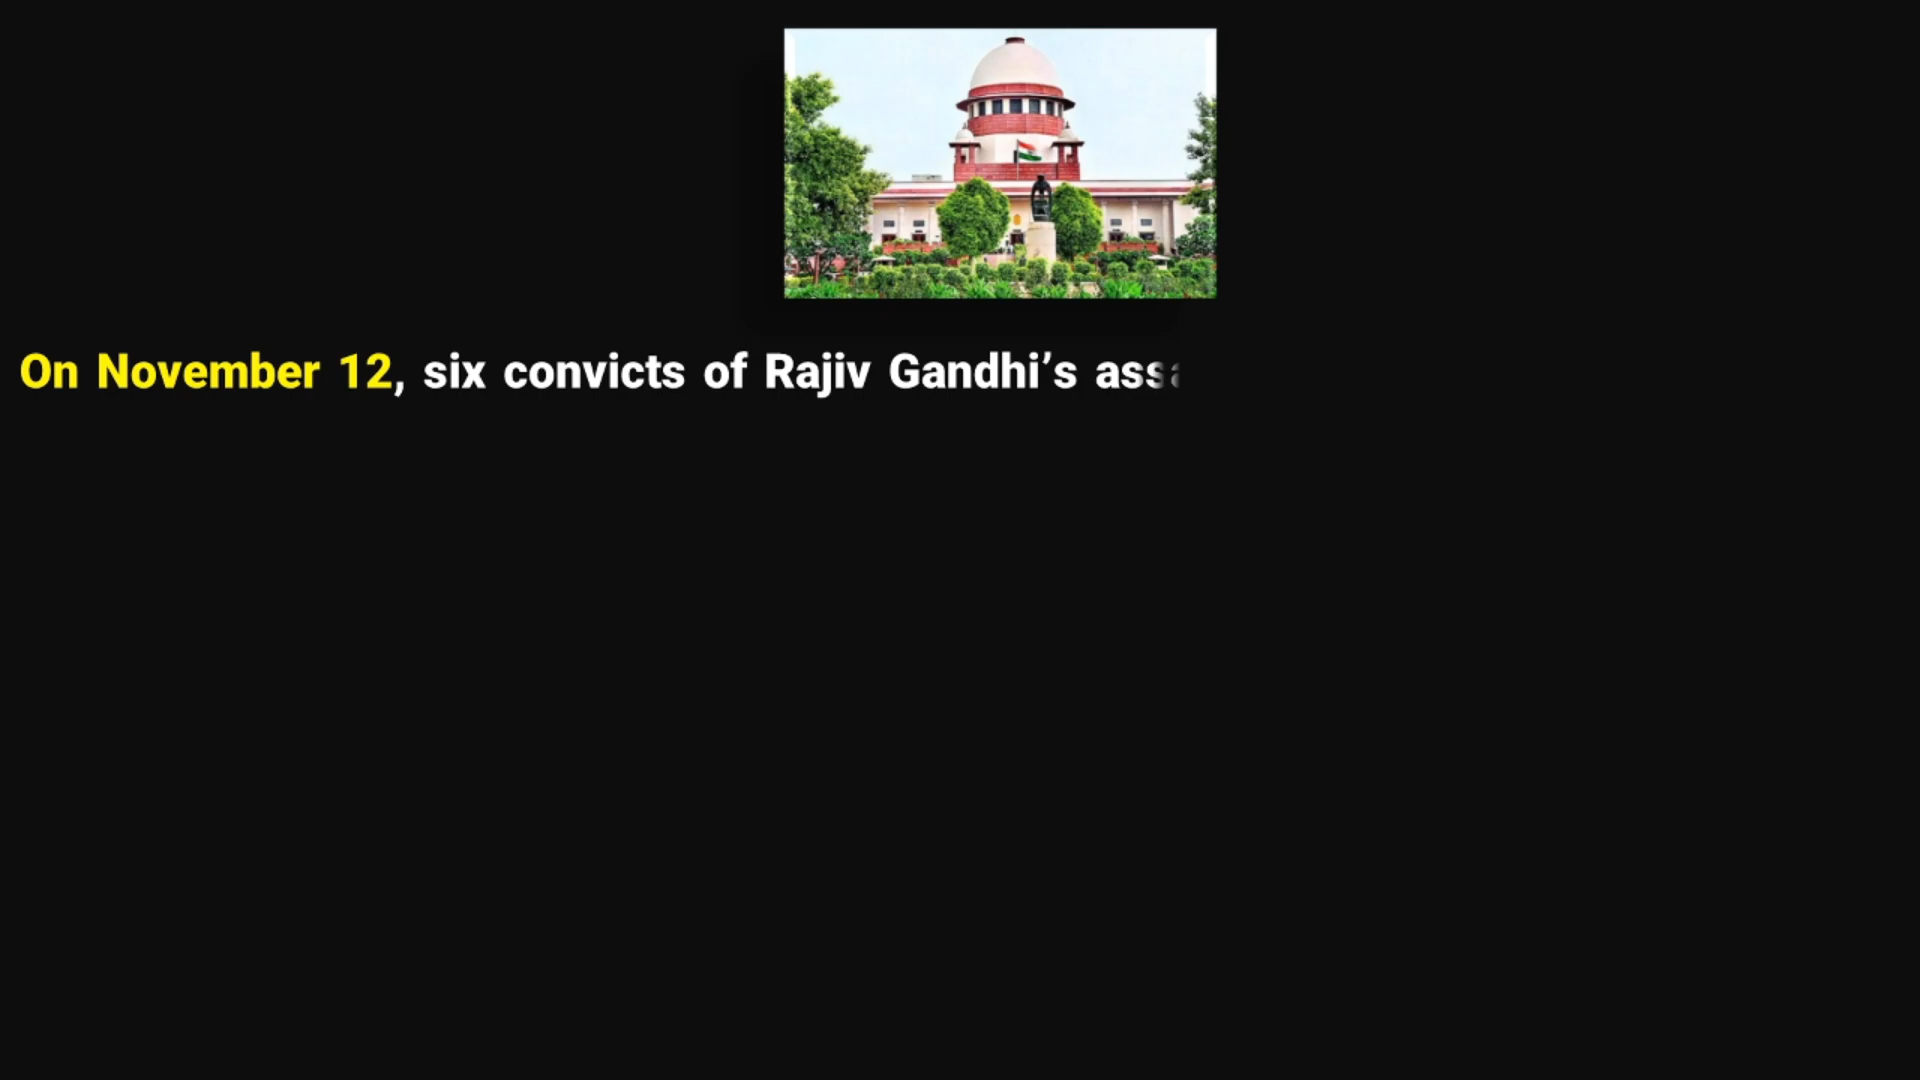 On November 12, six convicts of Rajiv Gandhi’s